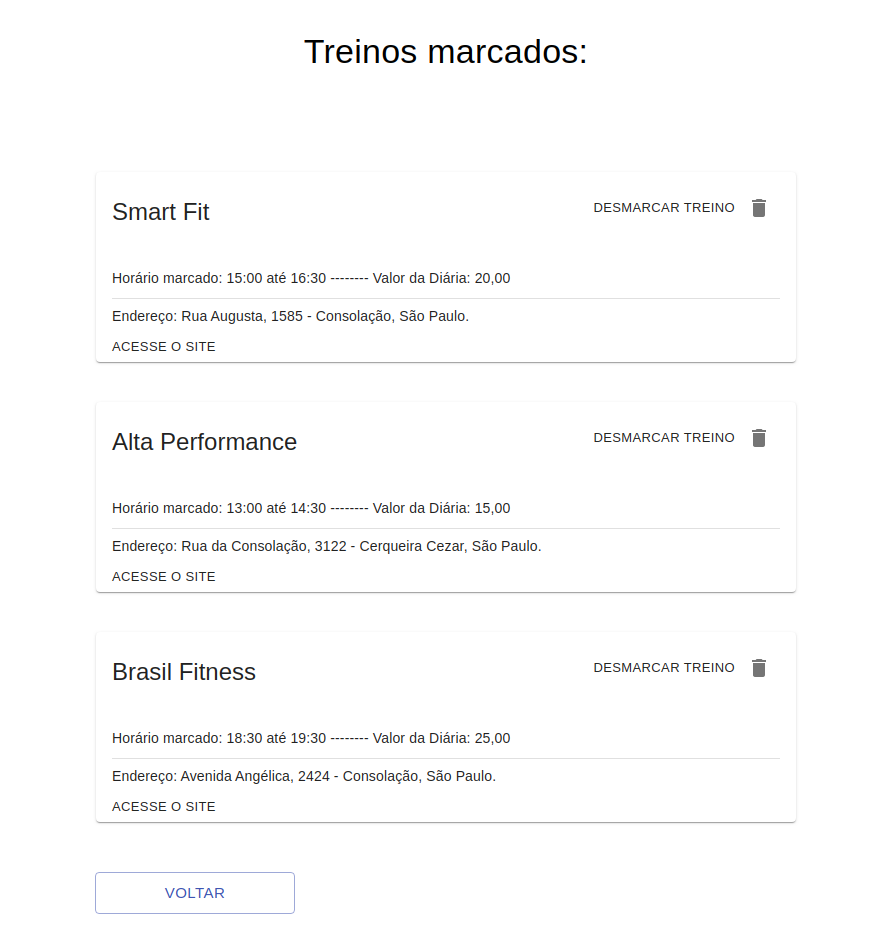 Treinos marcados:
Smart Fit
DESMARCAR TREINO
Horário marcado: 15:00 até 16:30 -------- Valor da Diária: 20,00
Endereço: Rua Augusta, 1585 - Consolação, São Paulo.
ACESSE O SITE
Alta Performance
DESMARCAR TREINO
Horário marcado: 13:00 até 14:30 -------- Valor da Diária: 15,00
Endereço: Rua da Consolação, 3122 - Cerqueira Cezar, São Paulo.
ACESSE O SITE
Brasil Fitness
DESMARCAR TREINO
Horário marcado: 18:30 até 19:30 -------- Valor da Diária: 25,00
Endereço: Avenida Angélica, 2424 - Consolação, São Paulo.
ACESSE O SITE
VOLTAR